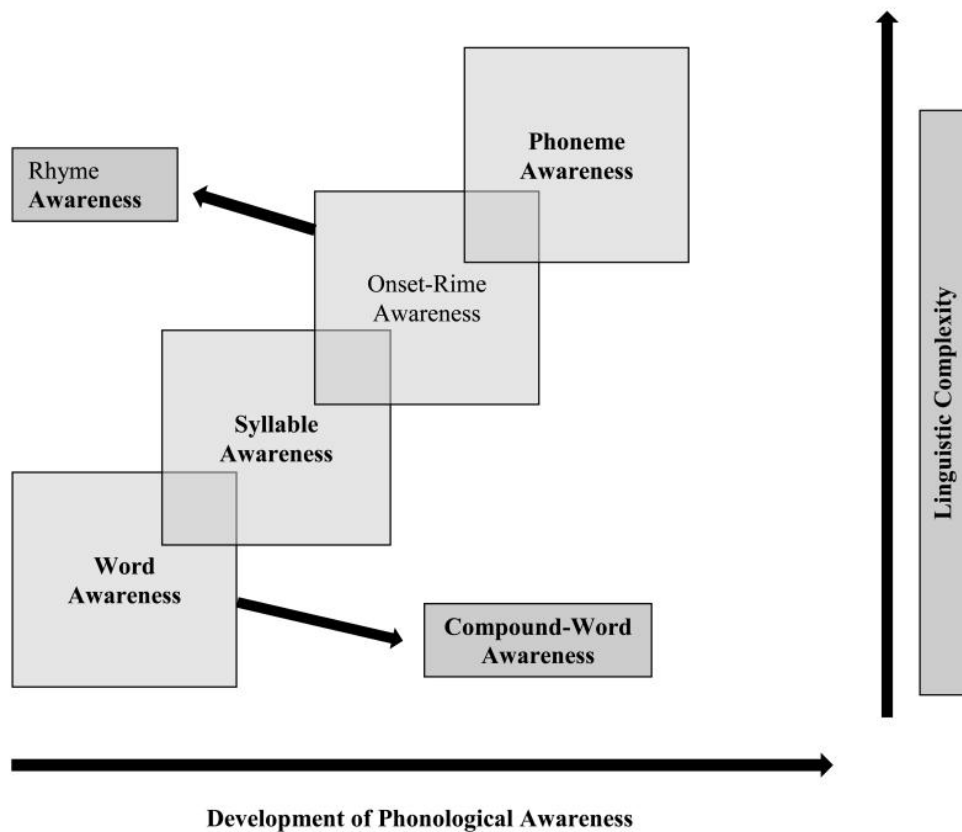 Phoneme
Awareness
Rhyme
Awareness
Onset-Rime
Awareness
Syllable
Awareness
Word
Awareness
Compound-Word
Awareness
Linguistic Complexity
Development of Phonological Awareness